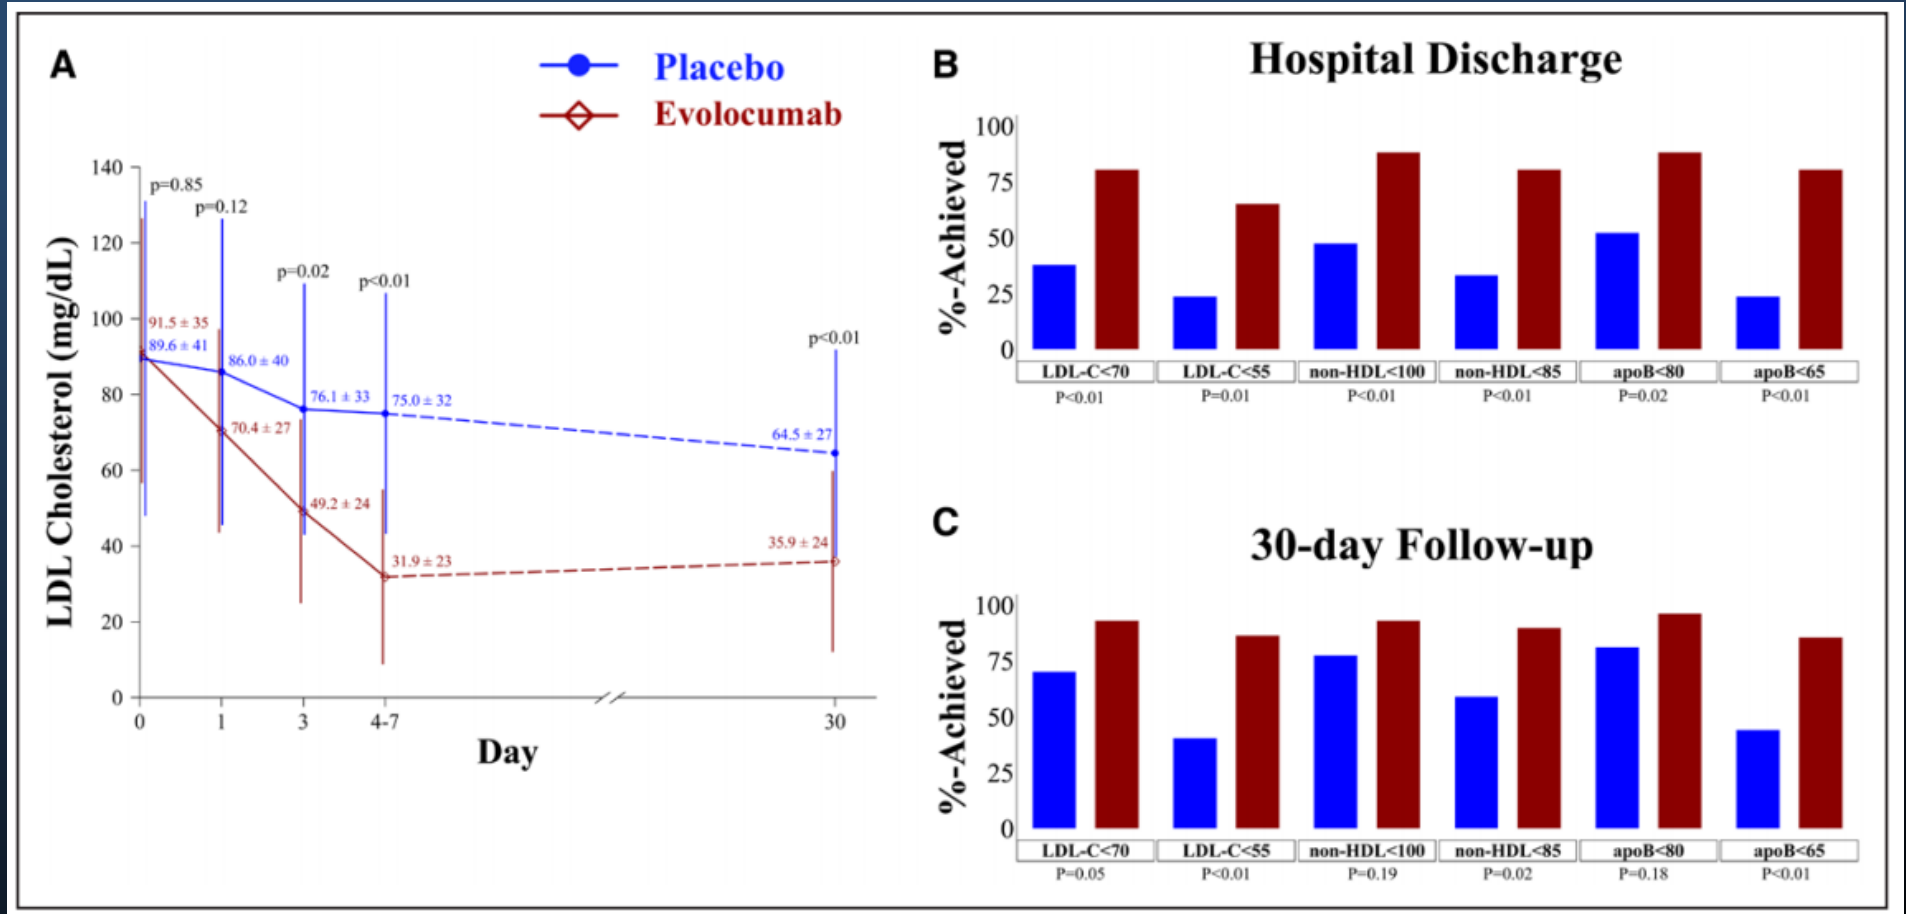 A
Placebo
Evolocumab
LDL Cholesterol (mg/dL)
140
120
100
80
60
40
20
0
p=0.85
p=0.12
p=0.02
p<0.01
p<0.01
91.5 ± 35
89.6 ± 41
86.0 ± 40
76.1 ± 33
75.0 ± 32
64.5 ± 27
70.4 ± 27
49.2 ± 24
31.9 ± 23
35.9 ± 24
0 1 3 4-7 30
Day
B
Hospital Discharge
%-Achieved
100
75
50
25
0
LDL-C<70 LDL-C<55 non-HDL<100 non-HDL<85 apoB<80 apoB<65
P<0.01 P=0.01 P<0.01 P<0.01 P=0.02 P<0.01
C
30-day Follow-up
%-Achieved
100
75
50
25
0
LDL-C<70 LDL-C<55 non-HDL<100 non-HDL<85 apoB<80 apoB<65
P=0.05 P<0.01 P=0.19 P=0.02 P=0.18 P<0.01